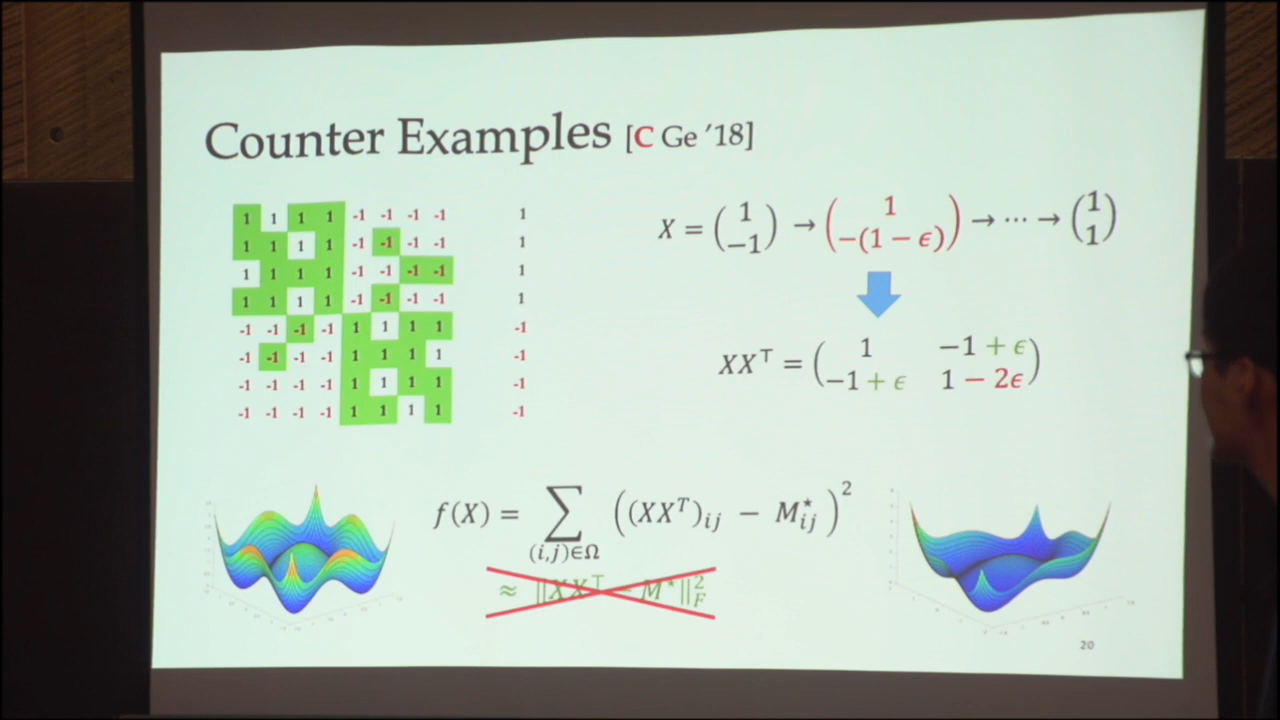 Counter Examples [C Ge '18]
1 1 1 1 -1 -1 -1 -1 1
1 1 1 1 -1 -1 -1 -1 1
1 1 1 1 -1 -1 -1 -1 1
1 1 1 1 -1 -1 -1 -1 1
-1 -1 -1 -1 1 1 1 1 -1
-1 -1 -1 -1 1 1 1 1 -1
-1 -1 -1 -1 1 1 1 1 -1
-1 -1 -1 -1 1 1 1 1 -1
X = ( 1 −1 ) → ( 1 −(1 − ϵ) ) → ⋯ → ( 1 1 )
XX⊤ = ( 1 −1 + ϵ −1 + ϵ 1 − 2ϵ )
f(X) = ∑ (i,j)∈Ω ((XXᵀ)ij − M⋆ij)²
≈ ‖XX⊤ − M⋆‖²F
20